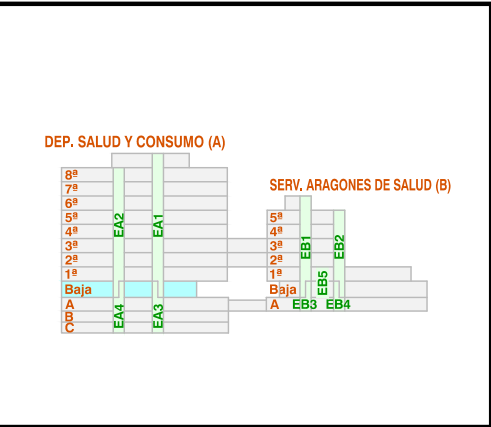 DEP. SALUD Y CONSUMO (A)
8ª
7ª
6ª
5ª
4ª
3ª
2ª
1ª
Baja
A
B
C
EA2
EA1
EA4
EA3
SERV. ARAGONES DE SALUD (B)
5ª
4ª
3ª
2ª
1ª
Baja
A
EB1
EB2
EB5
EB3
EB4